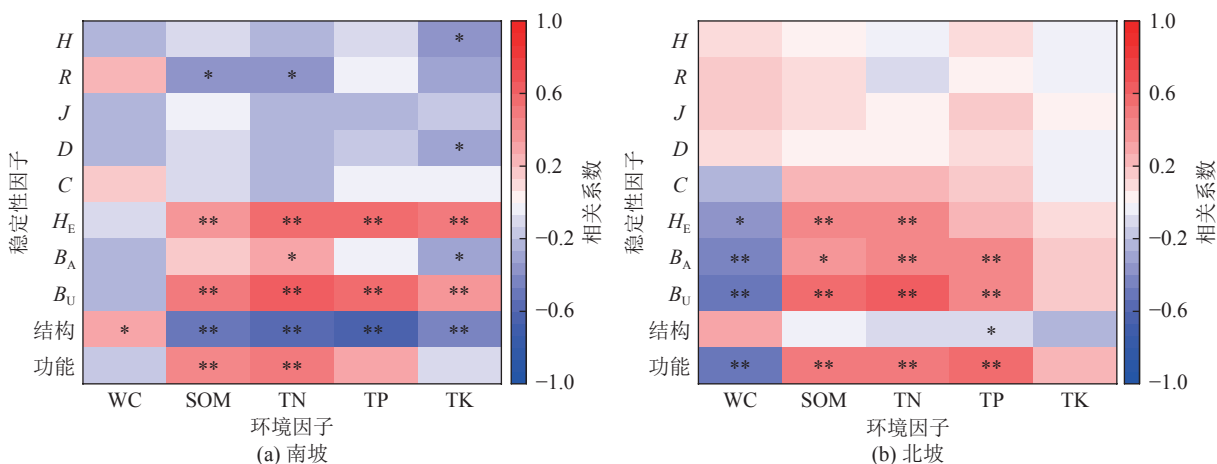 稳定性因子
H *
R * *
J
D *
C
H_E ** ** ** **
B_A * *
B_U ** ** ** **
结构 * ** ** ** **
功能 ** **
WC SOM TN TP TK
环境因子
(a) 南坡
1.0
0.6
0.2
−0.2
−0.6
−1.0
相关系数
稳定性因子
H
R
J
D
C
H_E * ** **
B_A ** * ** **
B_U ** ** ** **
结构 *
功能 ** ** ** **
WC SOM TN TP TK
环境因子
(b) 北坡
1.0
0.6
0.2
−0.2
−0.6
−1.0
相关系数